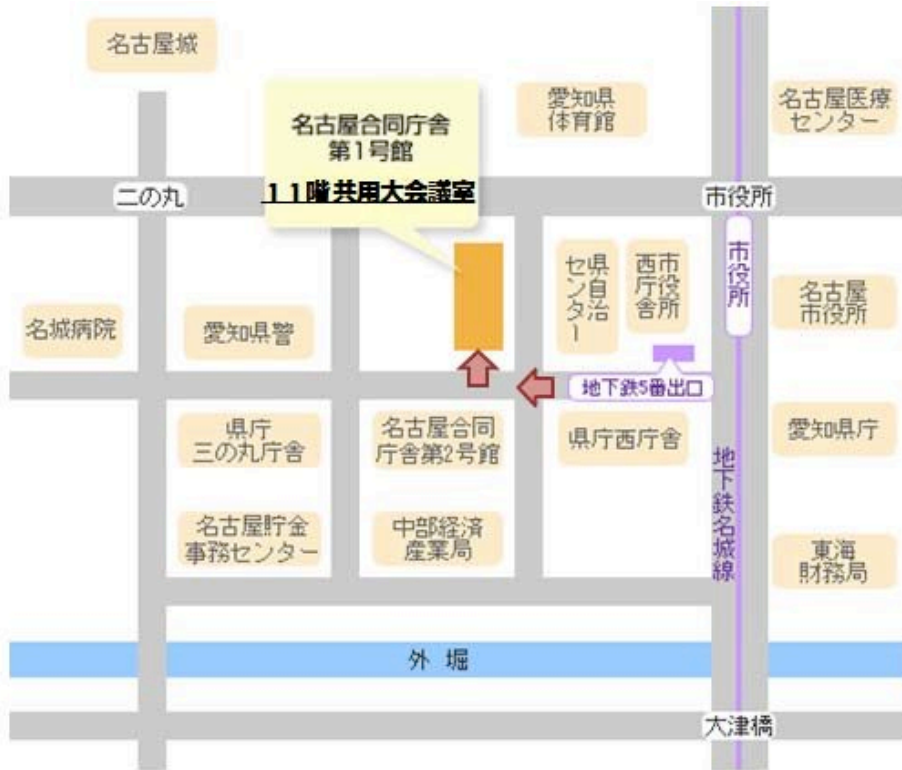 名古屋城
名古屋合同庁舎
第1号館
11階共用大会議室
愛知県
体育館
名古屋医療
センター
二の丸
市役所
市役所
県自治
センター
市役所
西庁舎
名古屋
市役所
名城病院
愛知県警
地下鉄5番出口
県庁
三の丸庁舎
名古屋合同
庁舎第2号館
県庁西庁舎
愛知県庁
地下鉄名城線
名古屋貯金
事務センター
中部経済
産業局
東海
財務局
外 堀
大津橋